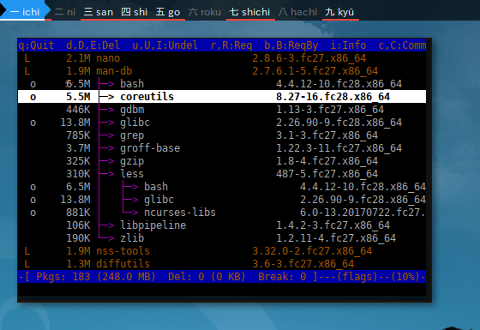 一 ichi 二 ni 三 san 四 shi 五 go 六 roku 七 shichi 八 hachi 九 kyū
q:Quit d,D,E:Del u,U,I:Undel r,R:Req b,B:ReqBy i:Info c,C:Comm
L 2.1M nano 2.8.6-3.fc27.x86_64
L 1.9M man-db 2.7.6.1-5.fc27.x86_64
o 6.5M ├─> bash 4.4.12-10.fc28.x86_64
o 5.5M ├─> coreutils 8.27-16.fc28.x86_64
446K ├─> gdbm 1.13-3.fc27.x86_64
o 13.8M ├─> glibc 2.26.90-9.fc28.x86_64
785K ├─> grep 3.1-3.fc27.x86_64
3.7M ├─> groff-base 1.22.3-11.fc27.x86_64
325K ├─> gzip 1.8-4.fc27.x86_64
310K ├─> less 487-5.fc27.x86_64
o 6.5M │ ├─> bash 4.4.12-10.fc28.x86_64
o 13.8M │ ├─> glibc 2.26.90-9.fc28.x86_64
o 881K │ └─> ncurses-libs 6.0-13.20170722.fc27.
106K ├─> libpipeline 1.4.2-3.fc27.x86_64
190K └─> zlib 1.2.11-4.fc27.x86_64
L 1.9M nss-tools 3.32.0-2.fc27.x86_64
L 1.3M diffutils 3.6-3.fc27.x86_64
-[ Pkgs: 183 (248.0 MB) Del: 0 (0 KB) Break: 0 ]---(flags)--(10%)-